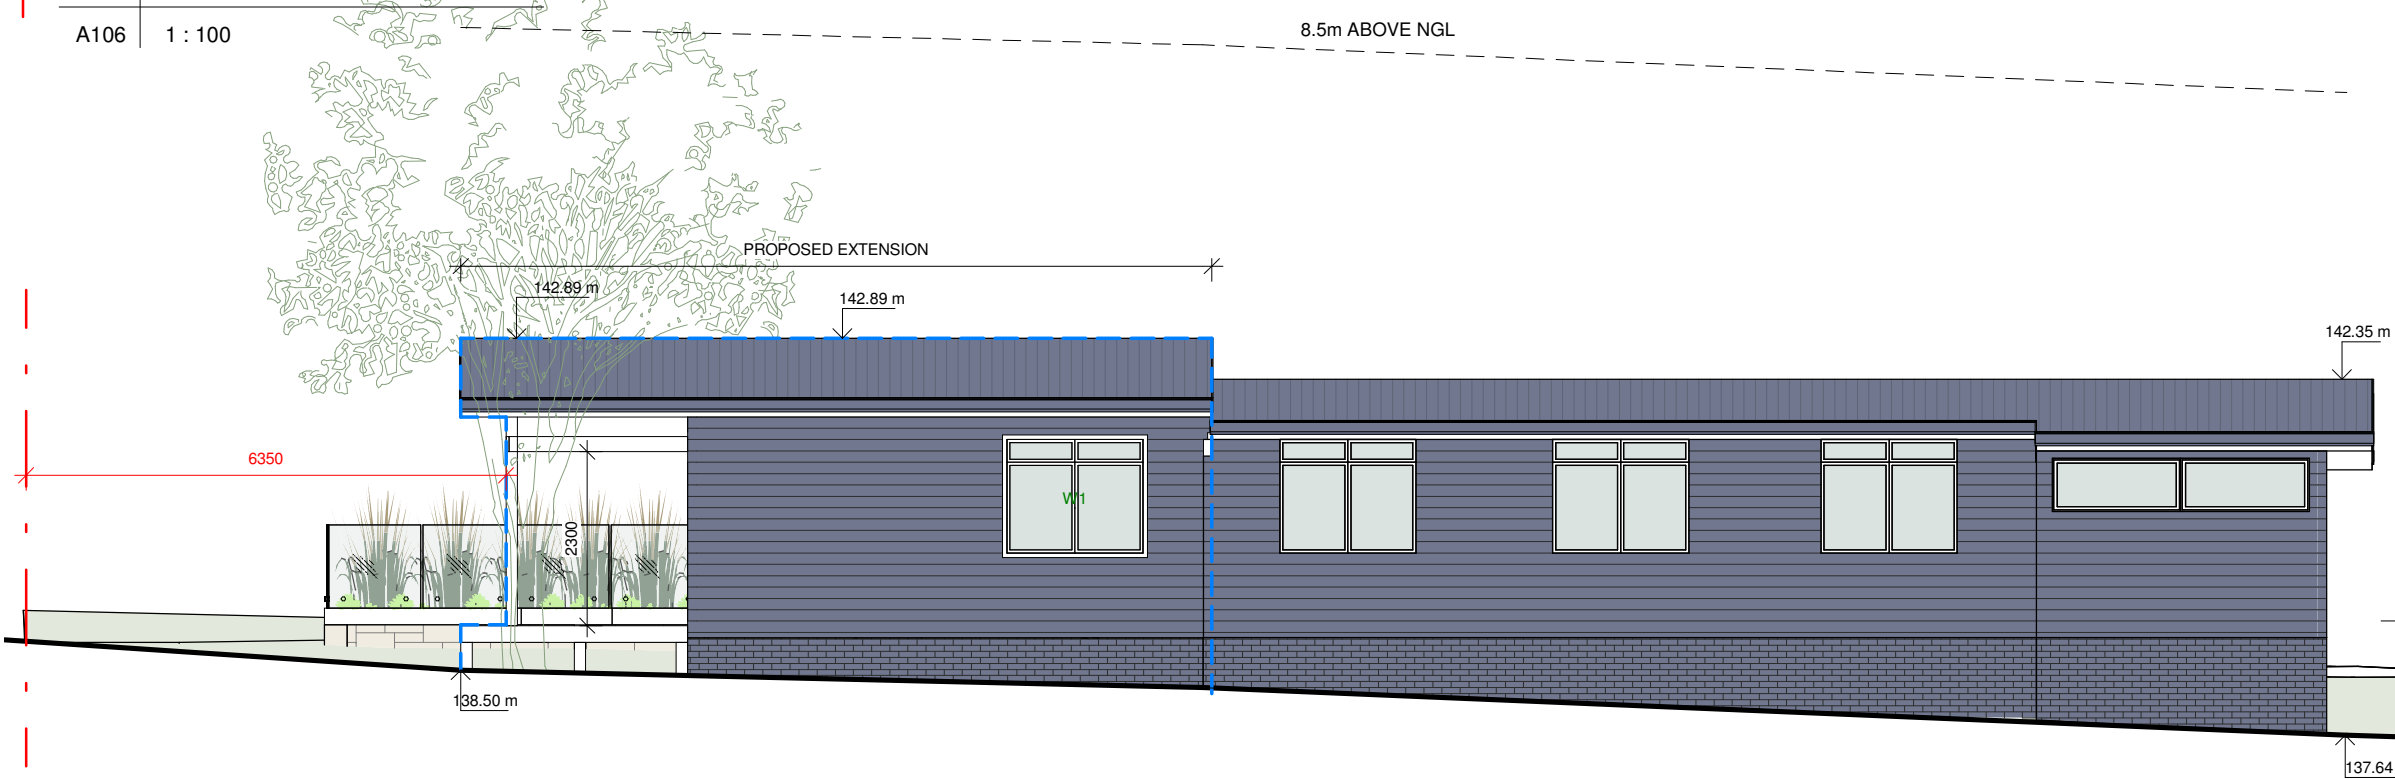 A106 1 : 100
8.5m ABOVE NGL
PROPOSED EXTENSION
142.89 m
142.89 m
142.35 m
6350
W1
2300
138.50 m
137.64